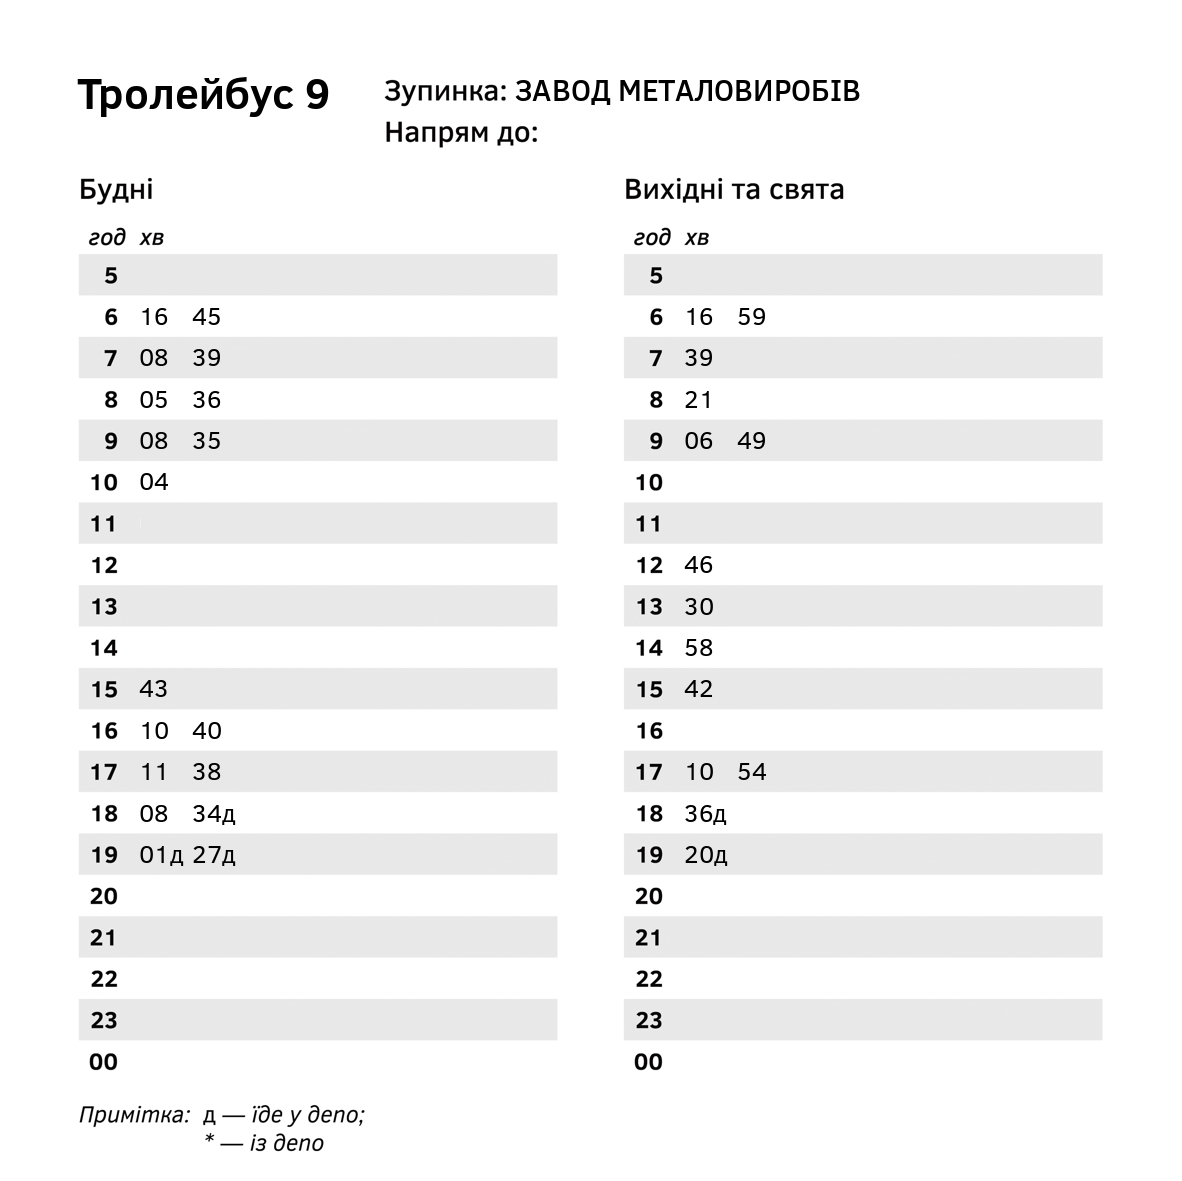 Тролейбус 9
Зупинка: ЗАВОД МЕТАЛОВИРОБІВ
Напрям до:
Будні
год хв
5
6 16 45
7 08 39
8 05 36
9 08 35
10 04
11
12
13
14
15 43
16 10 40
17 11 38
18 08 34д
19 01д 27д
20
21
22
23
00
Вихідні та свята
год хв
5
6 16 59
7 39
8 21
9 06 49
10
11
12 46
13 30
14 58
15 42
16
17 10 54
18 36д
19 20д
20
21
22
23
00
Примітка: д — їде у депо;
* — із депо